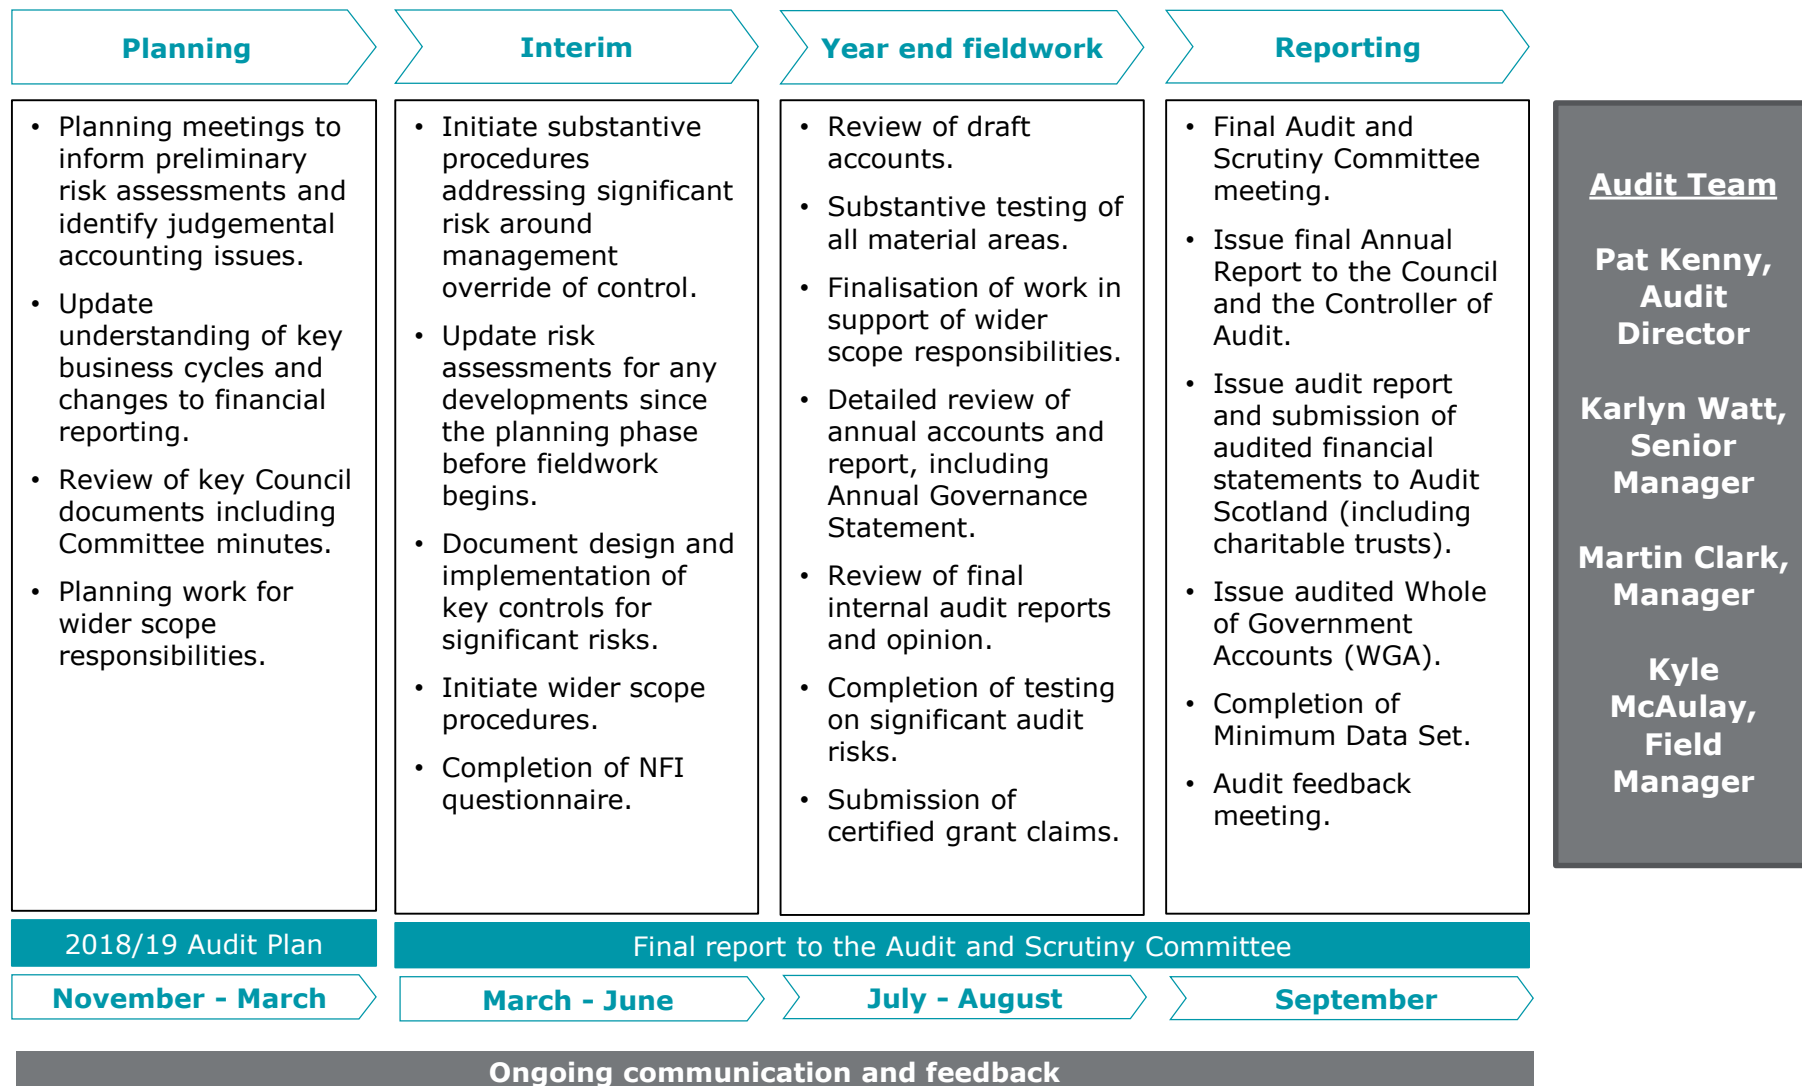 Planning
Interim
Year end fieldwork
Reporting
• Planning meetings to
inform preliminary
risk assessments and
identify judgemental
accounting issues.
• Update
understanding of key
business cycles and
changes to financial
reporting.
• Review of key Council
documents including
Committee minutes.
• Planning work for
wider scope
responsibilities.
• Initiate substantive
procedures
addressing significant
risk around
management
override of control.
• Update risk
assessments for any
developments since
the planning phase
before fieldwork
begins.
• Document design and
implementation of
key controls for
significant risks.
• Initiate wider scope
procedures.
• Completion of NFI
questionnaire.
• Review of draft
accounts.
• Substantive testing of
all material areas.
• Finalisation of work in
support of wider
scope responsibilities.
• Detailed review of
annual accounts and
report, including
Annual Governance
Statement.
• Review of final
internal audit reports
and opinion.
• Completion of testing
on significant audit
risks.
• Submission of
certified grant claims.
• Final Audit and
Scrutiny Committee
meeting.
• Issue final Annual
Report to the Council
and the Controller of
Audit.
• Issue audit report
and submission of
audited financial
statements to Audit
Scotland (including
charitable trusts).
• Issue audited Whole
of Government
Accounts (WGA).
• Completion of
Minimum Data Set.
• Audit feedback
meeting.
Audit Team
Pat Kenny,
Audit
Director
Karlyn Watt,
Senior
Manager
Martin Clark,
Manager
Kyle
McAulay,
Field
Manager
2018/19 Audit Plan
Final report to the Audit and Scrutiny Committee
November - March
March - June
July - August
September
Ongoing communication and feedback